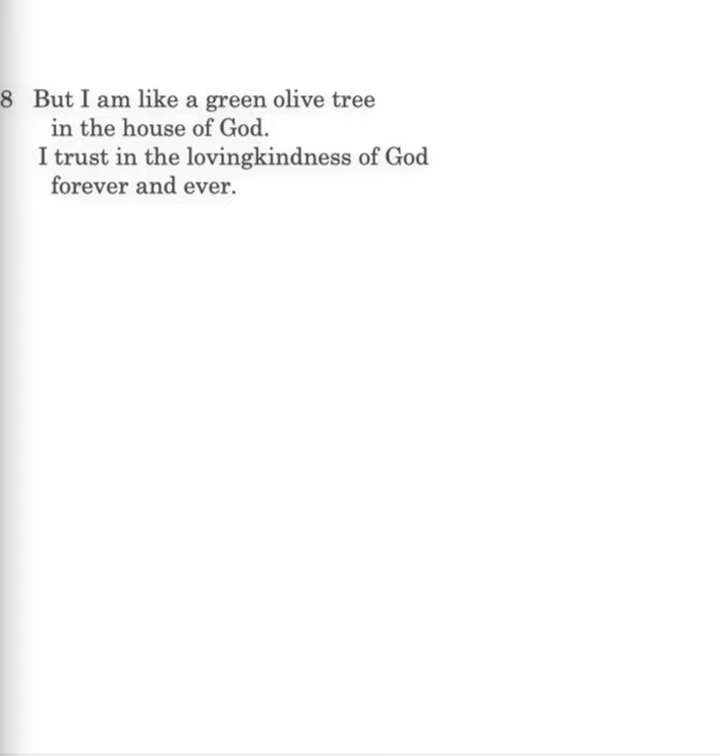 8 But I am like a green olive tree
in the house of God.
I trust in the lovingkindness of God
forever and ever.